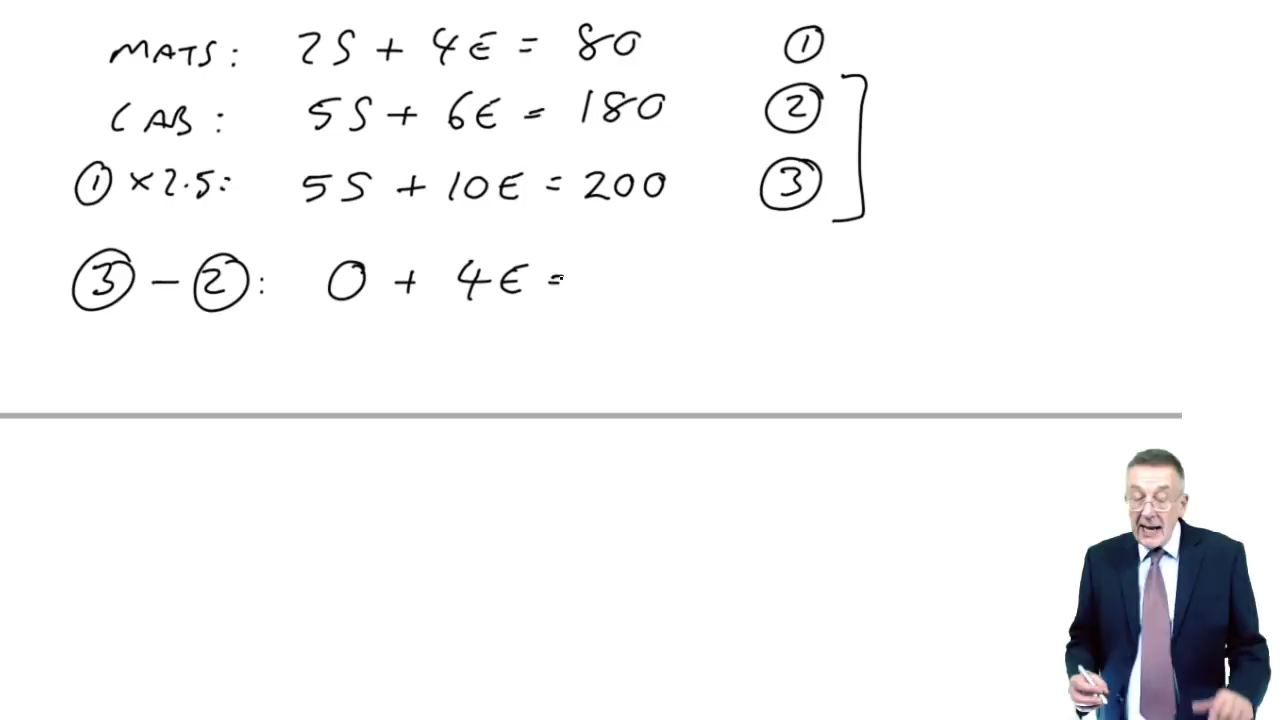 MATS: 2S + 4E = 80 ①
LAB: 5S + 6E = 180 ②
① × 2.5: 5S + 10E = 200 ③
③ - ②: 0 + 4E =